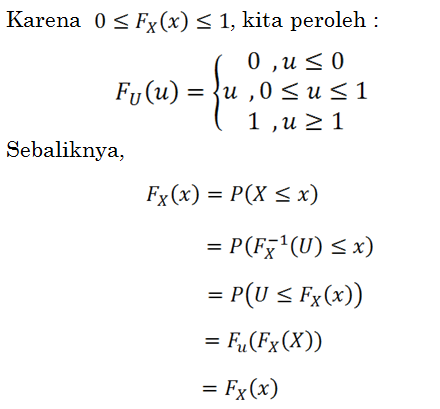 Karena 0 ≤ F_X(x) ≤ 1, kita peroleh :
F_U(u) = { 0 , u ≤ 0
u , 0 ≤ u ≤ 1
1 , u ≥ 1
Sebaliknya,
F_X(x) = P(X ≤ x)
= P(F_X^{-1}(U) ≤ x)
= P(U ≤ F_X(x))
= F_u(F_X(X))
= F_X(x)